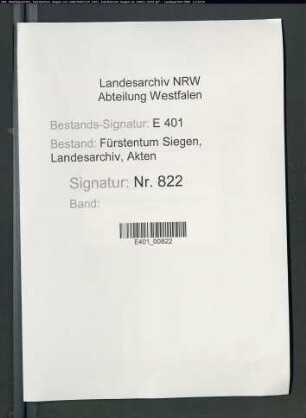 Landesarchiv NRW
Abteilung Westfalen
Bestands-Signatur: E 401
Bestand: Fürstentum Siegen,
Landesarchiv, Akten
Signatur: Nr. 822
Band:
E401_00822